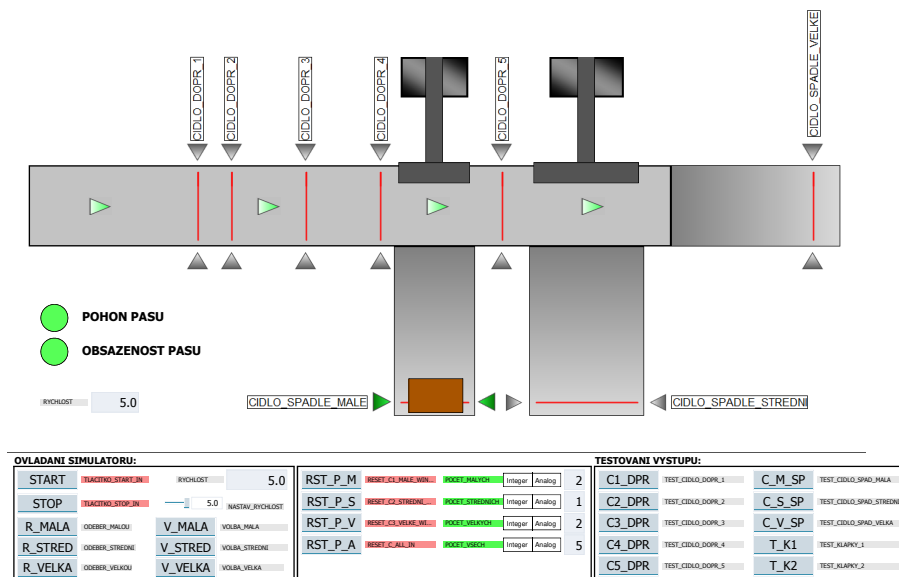 CIDLO_DOPR_1
CIDLO_DOPR_2
CIDLO_DOPR_3
CIDLO_DOPR_4
CIDLO_DOPR_5
CIDLO_SPADLE_VELKE
POHON PASU
OBSAZENOST PASU
RYCHLOST 5.0
CIDLO_SPADLE_MALE
CIDLO_SPADLE_STREDNI
OVLADANI SIMULATORU:
START TLACITKO_START_IN RYCHLOST 5.0
STOP TLACITKO_STOP_IN 5.0 NASTAV_RYCHLOST
R_MALA ODEBER_MALOU V_MALA VOLBA_MALA
R_STRED ODEBER_STREDNI V_STRED VOLBA_STREDNI
R_VELKA ODEBER_VELKOU V_VELKA VOLBA_VELKA
RST_P_M RESET_C1_MALE_WIN... POCET_MALYCH Integer Analog 2
RST_P_S RESET_C2_STREDNI_... POCET_STREDNICH Integer Analog 1
RST_P_V RESET_C3_VELKE_WI... POCET_VELKYCH Integer Analog 2
RST_P_A RESET_C_ALL_IN POCET_VSECH Integer Analog 5
TESTOVANI VYSTUPU:
C1_DPR TEST_CIDLO_DOPR_1 C_M_SP TEST_CIDLO_SPAD_MALA
C2_DPR TEST_CIDLO_DOPR_2 C_S_SP TEST_CIDLO_SPAD_STREDNI
C3_DPR TEST_CIDLO_DOPR_3 C_V_SP TEST_CIDLO_SPAD_VELKA
C4_DPR TEST_CIDLO_DOPR_4 T_K1 TEST_KLAPKY_1
C5_DPR TEST_CIDLO_DOPR_5 T_K2 TEST_KLAPKY_2